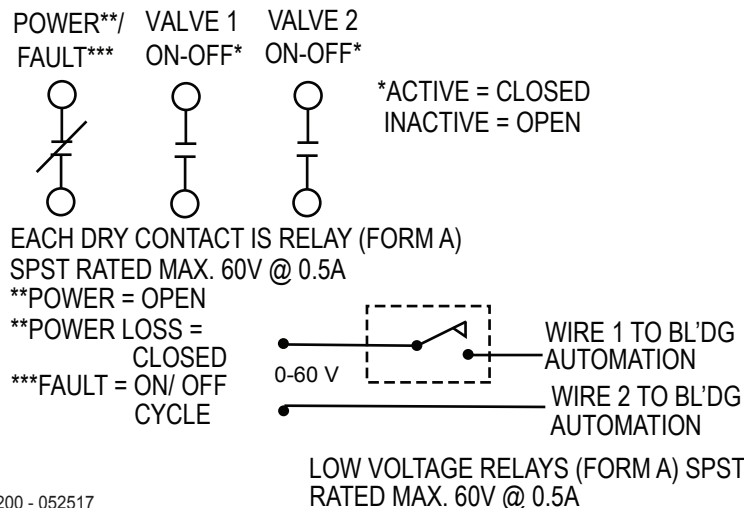 POWER**/
FAULT***
VALVE 1
ON-OFF*
VALVE 2
ON-OFF*
*ACTIVE = CLOSED
INACTIVE = OPEN
EACH DRY CONTACT IS RELAY (FORM A)
SPST RATED MAX. 60V @ 0.5A
**POWER = OPEN
**POWER LOSS =
CLOSED
***FAULT = ON/ OFF
CYCLE
0-60 V
WIRE 1 TO BL'DG
AUTOMATION
WIRE 2 TO BL'DG
AUTOMATION
LOW VOLTAGE RELAYS (FORM A) SPST
RATED MAX. 60V @ 0.5A
200 - 052517